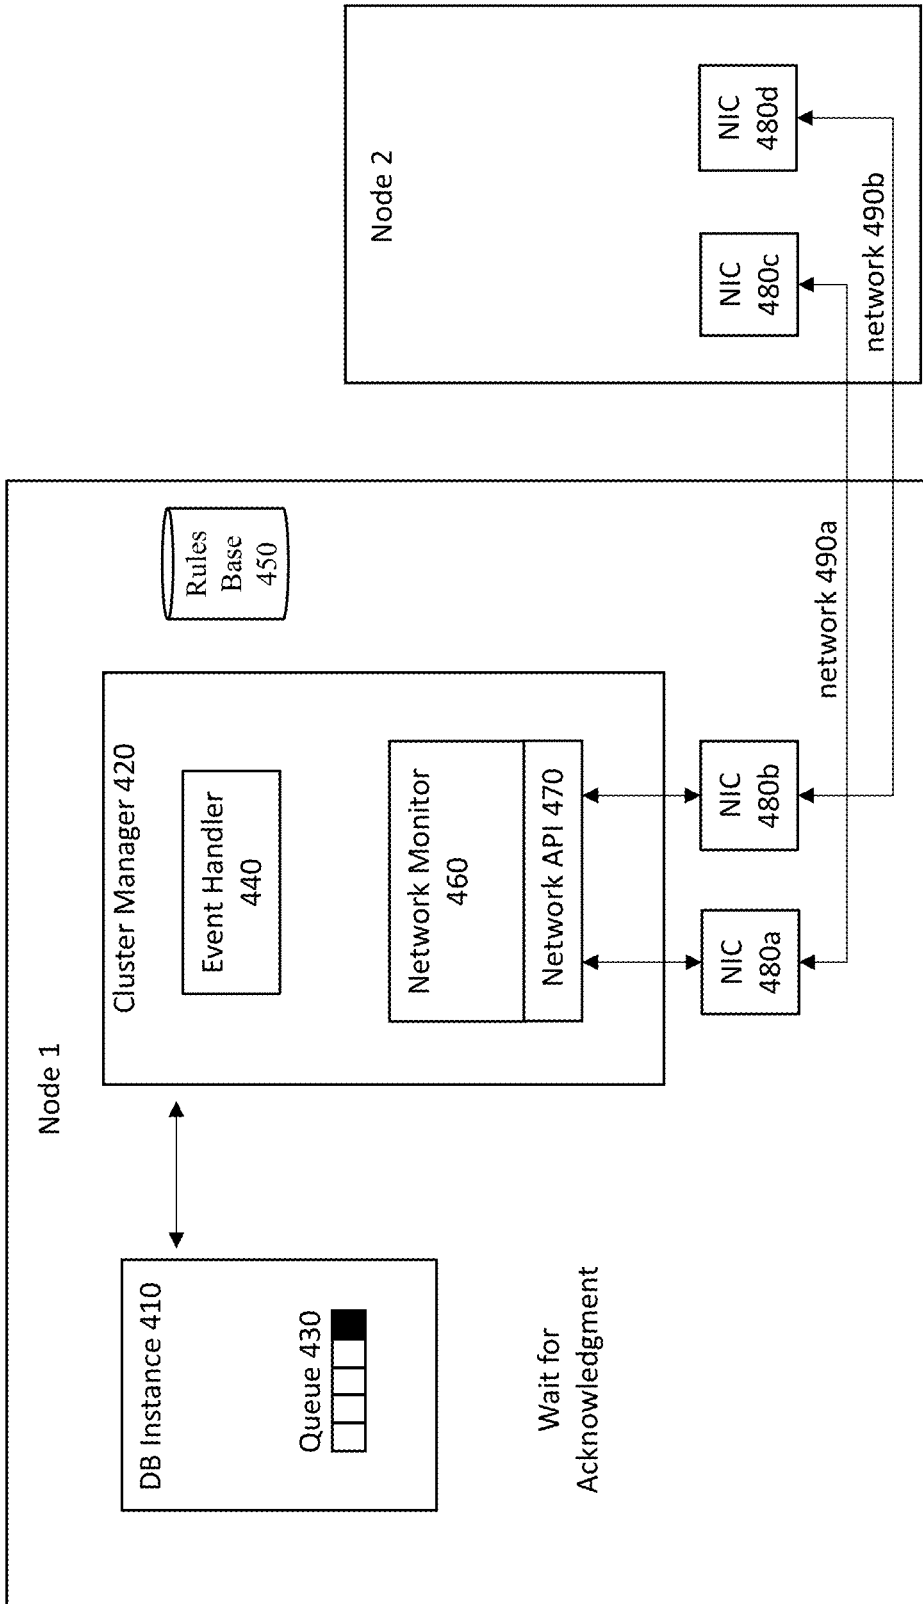 Node 1
DB Instance 410
Queue 430
Wait for
Acknowledgment
Cluster Manager 420
Event Handler
440
Network Monitor
460
Network API 470
Rules
Base
450
NIC
480a
NIC
480b
network 490a
Node 2
NIC
480c
NIC
480d
network 490b